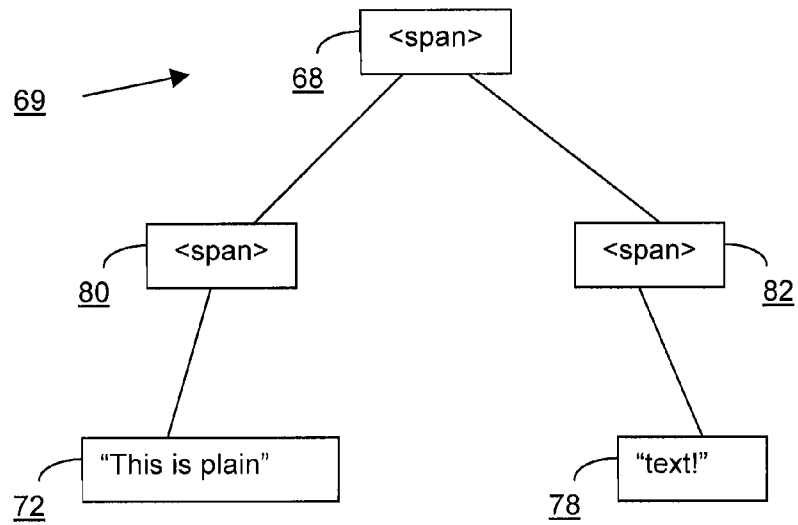 <span>
68
69
<span>
<span>
80
82
“This is plain”
“text!”
72
78